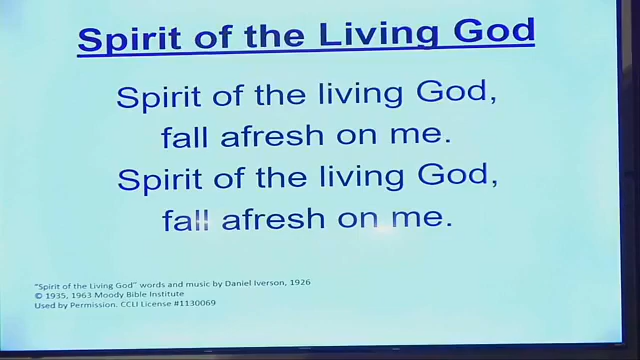 Spirit of the Living God
Spirit of the living God,
fall afresh on me.
Spirit of the living God,
fall afresh on me.
"Spirit of the Living God" words and music by Daniel Iverson, 1926
© 1935, 1963 Moody Bible Institute
Used by Permission. CCLI License #1130069